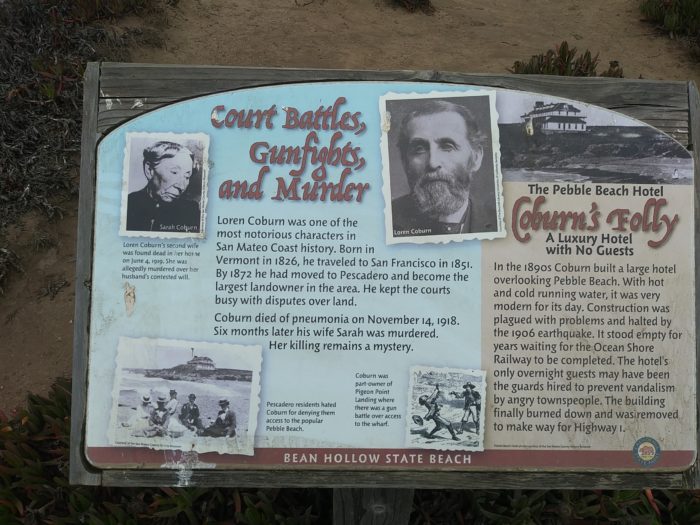 Court Battles,
Gunfights,
and Murder
Sarah Coburn
Loren Coburn's second wife
was found dead in her home
on June 4, 1919. She was
allegedly murdered over her
husband's contested will.
Loren Coburn
Loren Coburn was one of the
most notorious characters in
San Mateo Coast history. Born in
Vermont in 1826, he traveled to San Francisco in 1851.
By 1872 he had moved to Pescadero and become the
largest landowner in the area. He kept the courts
busy with disputes over land.
Coburn died of pneumonia on November 14, 1918.
Six months later his wife Sarah was murdered.
Her killing remains a mystery.
Pescadero residents hated
Coburn for denying them
access to the popular
Pebble Beach.
Coburn was
part-owner of
Pigeon Point
Landing where
there was a gun
battle over access
to the wharf.
The Pebble Beach Hotel
Coburn's Folly
A Luxury Hotel
with No Guests
In the 1890s Coburn built a large hotel
overlooking Pebble Beach. With hot
and cold running water, it was very
modern for its day. Construction was
plagued with problems and halted by
the 1906 earthquake. It stood empty for
years waiting for the Ocean Shore
Railway to be completed. The hotel's
only overnight guests may have been
the guards hired to prevent vandalism
by angry townspeople. The building
finally burned down and was removed
to make way for Highway 1.
BEAN HOLLOW STATE BEACH